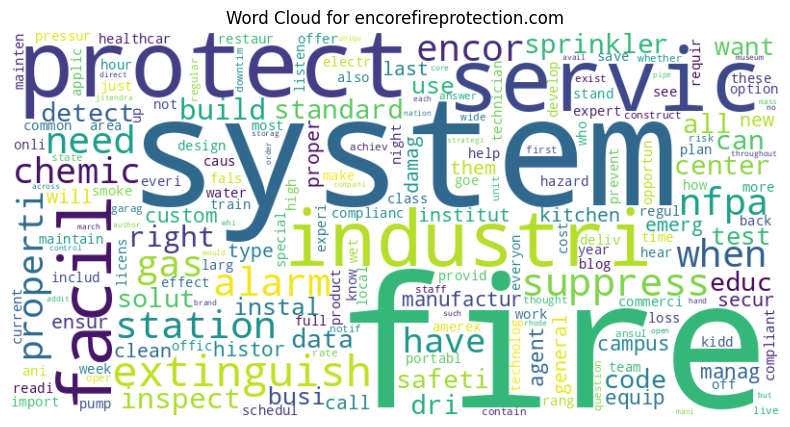 Word Cloud for encorefireprotection.com
mainten pressur healthcar restaur offer encor sprinkler want
protect servic
hour electr last use save whether requir these option
applic just also listen technician develop exist see
detect up not build standard most
system
need all new can
onli common area design proper night damag them help expert stand who plan risk no
chemic everi caus fals water hazard prevent opportun center how more
state smoke train high make goe class unit regul nfpa
will custom experi complianc institut kitchen emerg back
properti facil right garag whi industri cost deliv time test
maintain licens type special wet local everyon year blog hear
gas alarm suppress when educ
includ effect larg product know provid commerci secur
current solut instal manufactur staff
ensur station full notif amerex work thought loss compliant
clean offic histor data have agent technolog general campus kidd
ani week rate such portabl rang question team off manag
readi oper extinguish safeti code
import pump inspect schedul busi call dri contain equip mani but live
fire
march author control across addit brand would order storag direct jitendra downtim regular achiev compani nation strategi each core answer avail wide first construct pipe mass museum throughout uniqu rhode ansul open hand